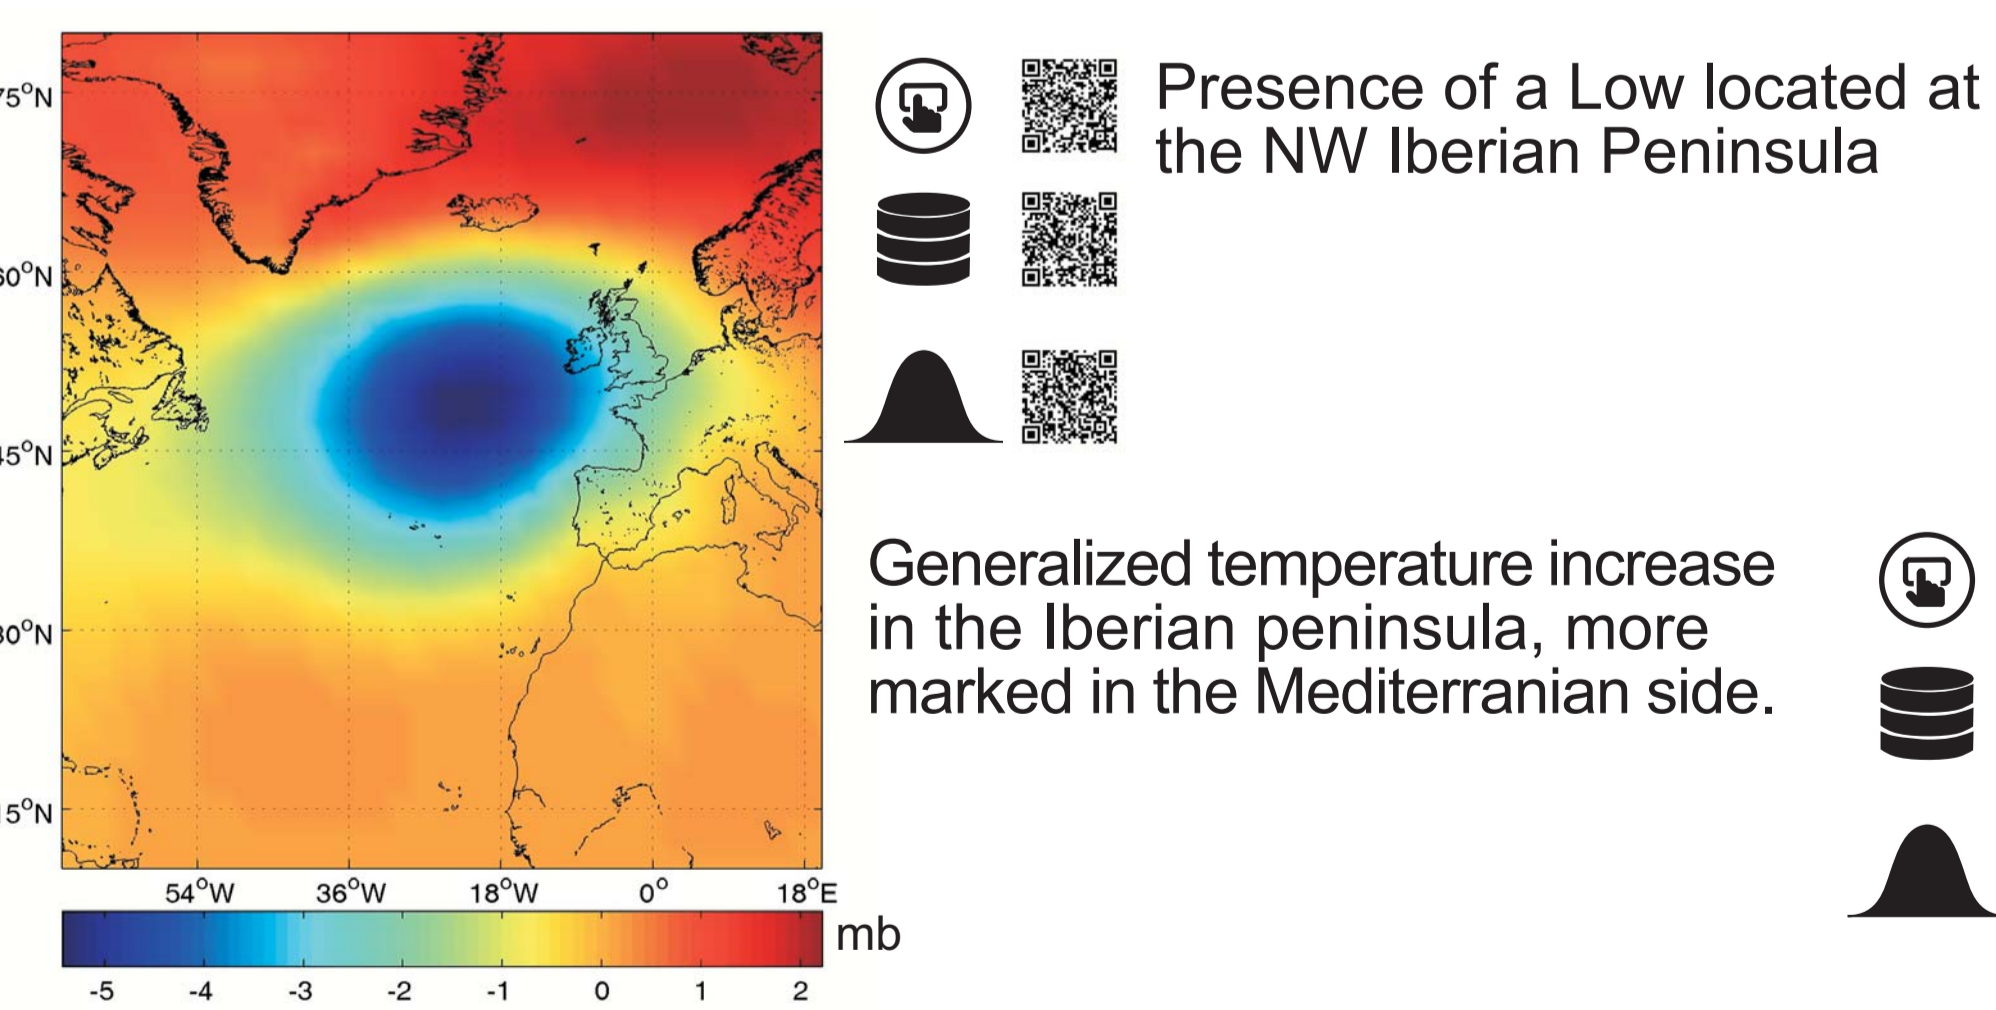 75°N
60°N
45°N
30°N
15°N
54°W 36°W 18°W 0° 18°E
mb
-5 -4 -3 -2 -1 0 1 2
Presence of a Low located at
the NW Iberian Peninsula
Generalized temperature increase
in the Iberian peninsula, more
marked in the Mediterranian side.